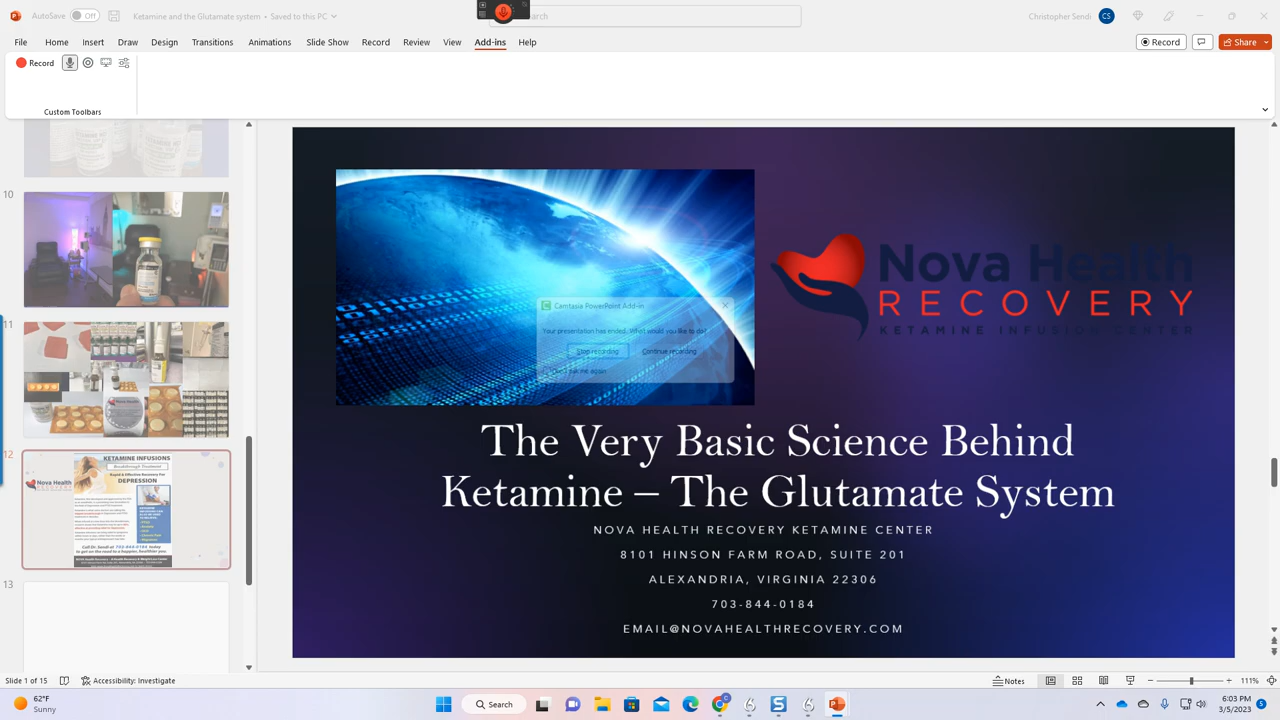 AutoSave Off Ketamine and the Glutamate system • Saved to this PC
Christopher Sendi CS
File Home Insert Draw Design Transitions Animations Slide Show Record Review View Add-ins Help
Record Share
Record
Custom Toolbars
10
11
12
13
KETAMINE INFUSIONS
DEPRESSION
Nova Health
RECOVERY
KETAMINE INFUSION CENTER
Camtasia PowerPoint Add-in
Your presentation has ended. What would you like to do?
Stop recording Continue recording
The Very Basic Science Behind
Ketamine – The Glutamate System
NOVA HEALTH RECOVERY KETAMINE CENTER
8101 HINSON FARM ROAD, SUITE 201
ALEXANDRIA, VIRGINIA 22306
703-844-0184
EMAIL@NOVAHEALTHRECOVERY.COM
Slide 1 of 15 Accessibility: Investigate Notes 111%
62°F
Sunny
Search
6:03 PM
3/5/2023